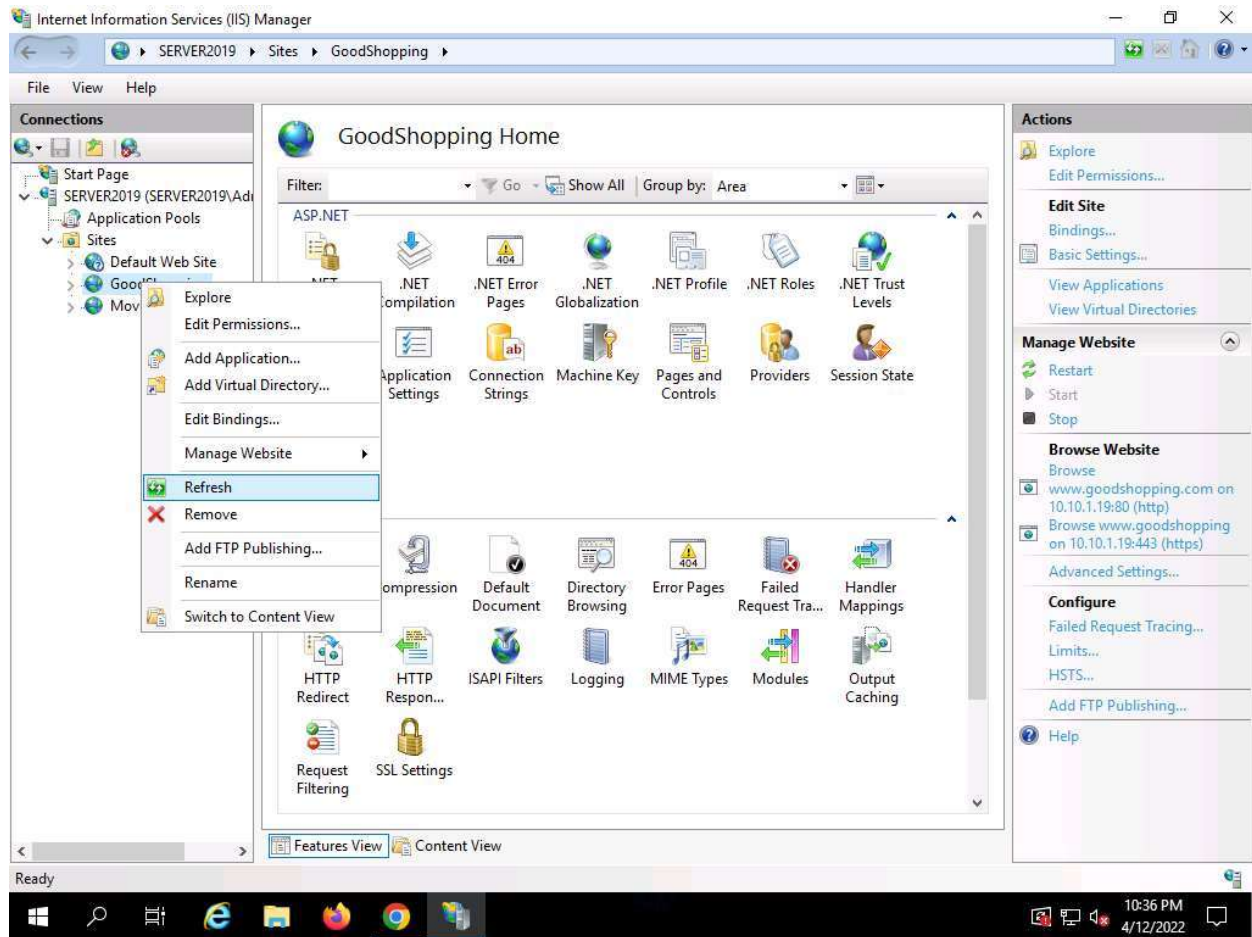 Internet Information Services (IIS) Manager
SERVER2019 Sites GoodShopping
File View Help
Connections
Start Page
SERVER2019 (SERVER2019\Adm
Application Pools
Sites
Default Web Site
Mov
Explore
Edit Permissions...
Add Application...
Add Virtual Directory...
Edit Bindings...
Manage Website
Refresh
Remove
Add FTP Publishing...
Rename
Switch to Content View
GoodShopping Home
Filter: Go Show All Group by: Area
ASP.NET
.NET Error Pages
.NET Globalization
.NET Profile
.NET Roles
.NET Trust Levels
Settings
Connection Strings
Machine Key
Pages and Controls
Providers
Session State
Default Document
Directory Browsing
Error Pages
Failed Request Tra...
Handler Mappings
HTTP Redirect
HTTP Respon...
ISAPI Filters
Logging
MIME Types
Modules
Output Caching
Request Filtering
SSL Settings
Features View Content View
Actions
Explore
Edit Permissions...
Edit Site
Bindings...
Basic Settings...
View Applications
View Virtual Directories
Manage Website
Restart
Start
Stop
Browse Website
Browse
www.goodshopping.com on
10.10.1.19:80 (http)
Browse www.goodshopping
on 10.10.1.19:443 (https)
Advanced Settings...
Configure
Failed Request Tracing...
Limits...
HSTS...
Add FTP Publishing...
Help
Ready
10:36 PM
4/12/2022